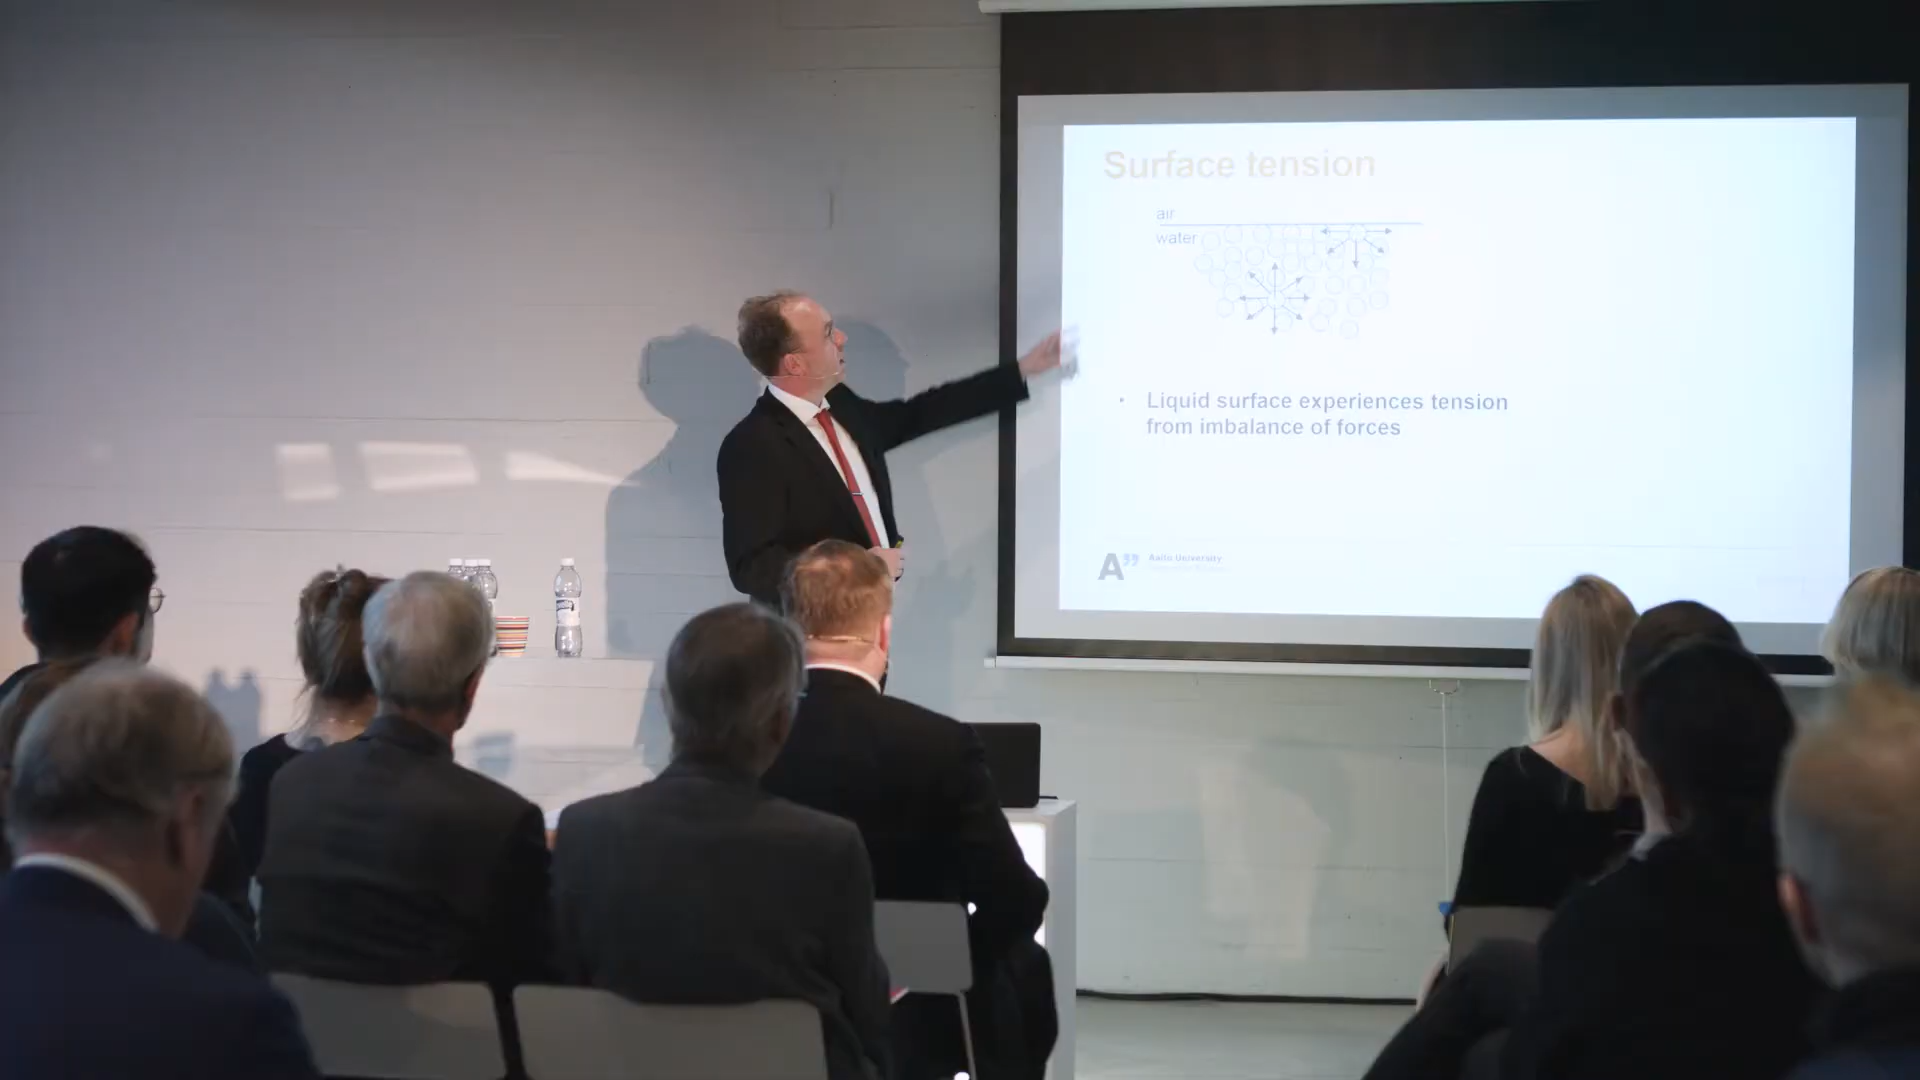 Surface tension
air
water
• Liquid surface experiences tension
from imbalance of forces
A”
Aalto University